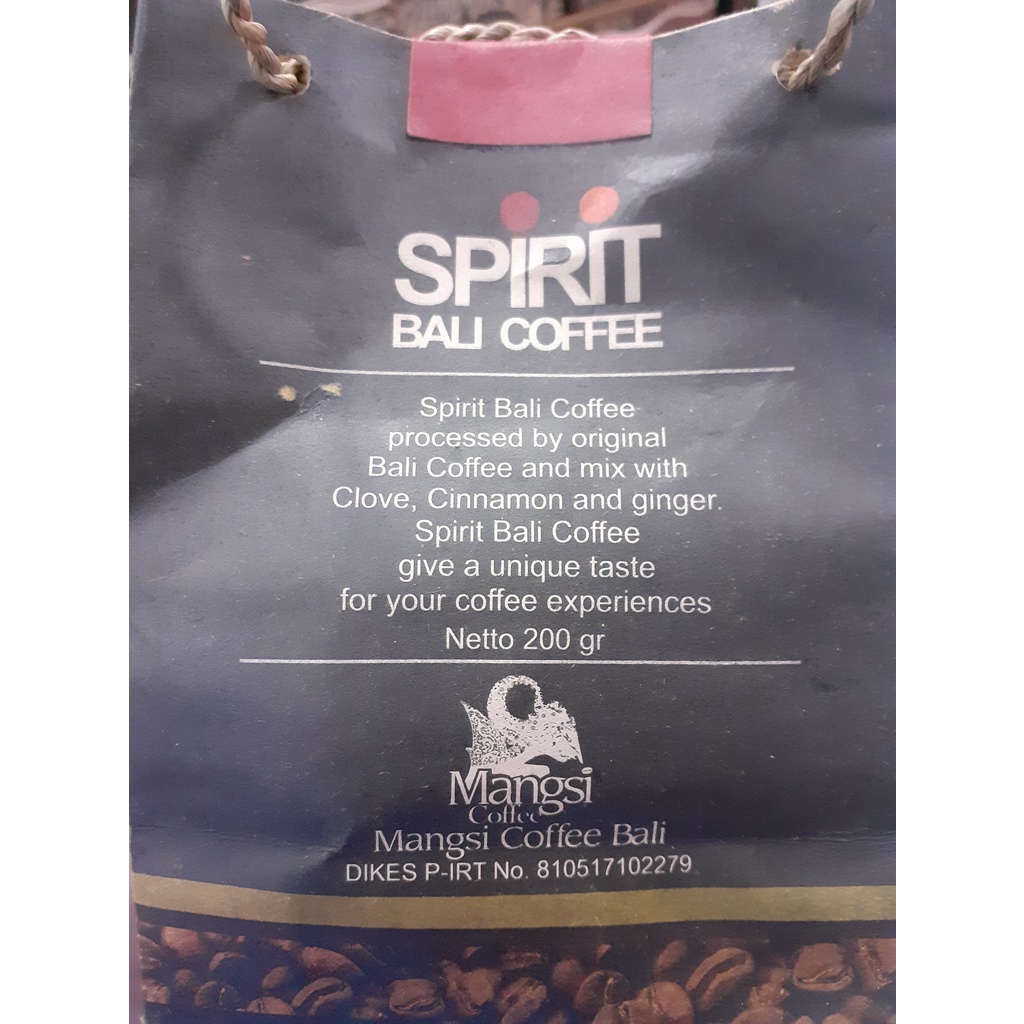 SPIRIT
BALI COFFEE
Spirit Bali Coffee
processed by original
Bali Coffee and mix with
Clove, Cinnamon and ginger.
Spirit Bali Coffee
give a unique taste
for your coffee experiences
Netto 200 gr
Mangsi
Coffee
Mangsi Coffee Bali
DIKES P-IRT No. 810517102279